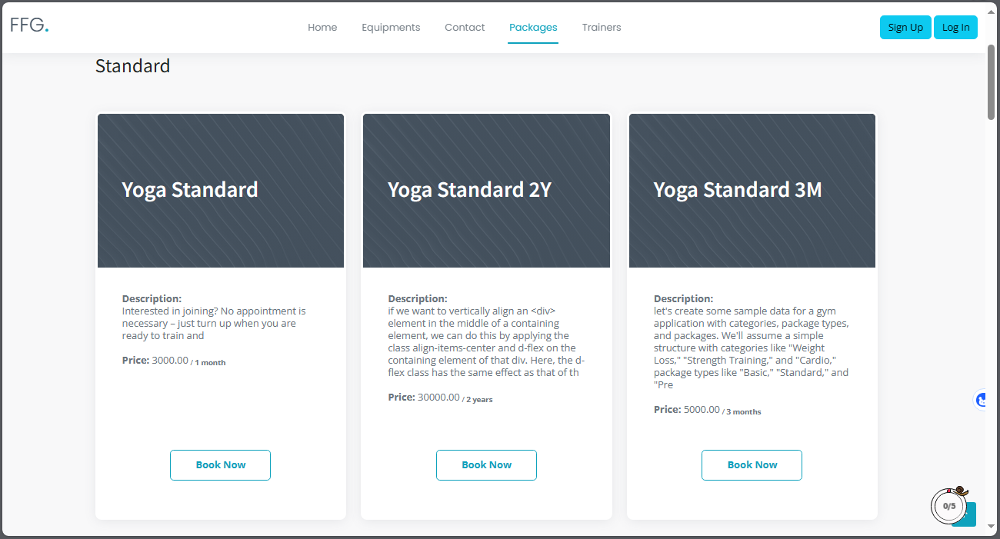 FFG.
Home
Equipments
Contact
Packages
Trainers
Sign Up
Log In
Standard
Yoga Standard
Description:
Interested in joining? No appointment is
necessary – just turn up when you are
ready to train and
Price: 3000.00 / 1 month
Book Now
Yoga Standard 2Y
Description:
if we want to vertically align an <div>
element in the middle of a containing
element, we can do this by applying the
class align-items-center and d-flex on the
containing element of that div. Here, the d-
flex class has the same effect as that of th
Price: 30000.00 / 2 years
Book Now
Yoga Standard 3M
Description:
let's create some sample data for a gym
application with categories, package types,
and packages. We'll assume a simple
structure with categories like "Weight
Loss," "Strength Training," and "Cardio,"
package types like "Basic," "Standard," and
"Pre
Price: 5000.00 / 3 months
Book Now
0/5